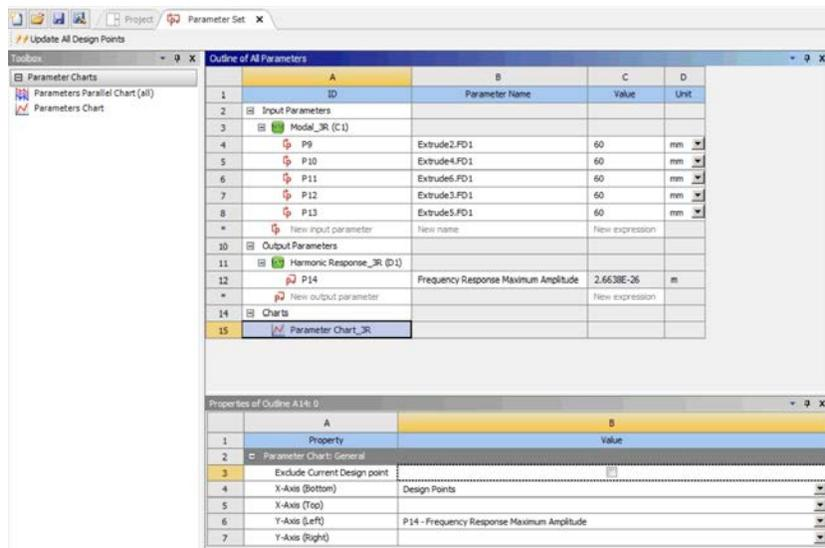 Project Parameter Set X
Update All Design Points
Toolbox
Parameter Charts
Parameters Parallel Chart (all)
Parameters Chart
Outline of All Parameters
A B C D
1 ID Parameter Name Value Unit
2 Input Parameters
3 Modal_3R (C1)
4 P9 Extrude2.FD1 60 mm
5 P10 Extrude4.FD1 60 mm
6 P11 Extrude6.FD1 60 mm
7 P12 Extrude3.FD1 60 mm
8 P13 Extrude5.FD1 60 mm
* New input parameter New name New expression
10 Output Parameters
11 Harmonic Response_3R (D1)
12 P14 Frequency Response Maximum Amplitude 2.6638E-26 m
* New output parameter New expression
14 Charts
15 Parameter Chart_3R
Properties of Outline A14: 0
A B
1 Property Value
2 Parameter Chart: General
3 Exclude Current Design point
4 X-Axis (Bottom) Design Points
5 X-Axis (Top)
6 Y-Axis (Left) P14 - Frequency Response Maximum Amplitude
7 Y-Axis (Right)